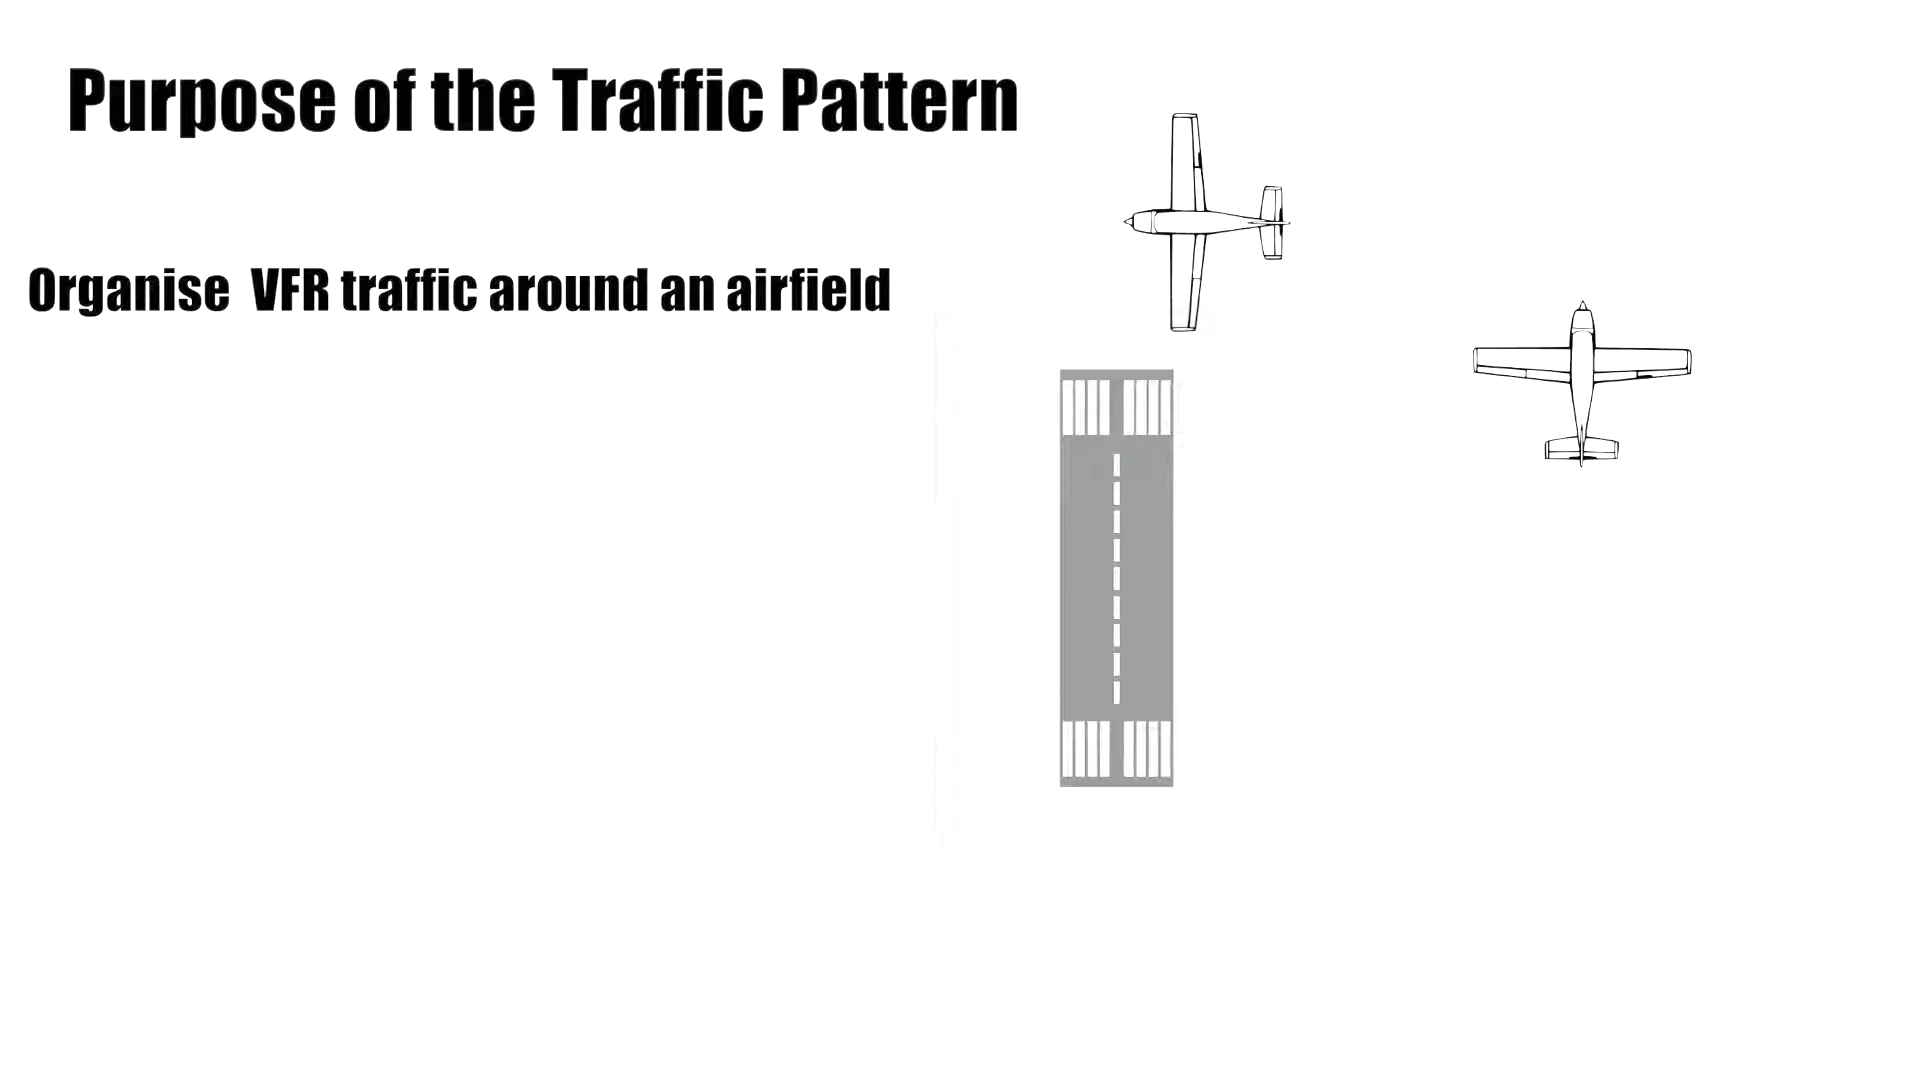 Purpose of the Traffic Pattern
Organise VFR traffic around an airfield